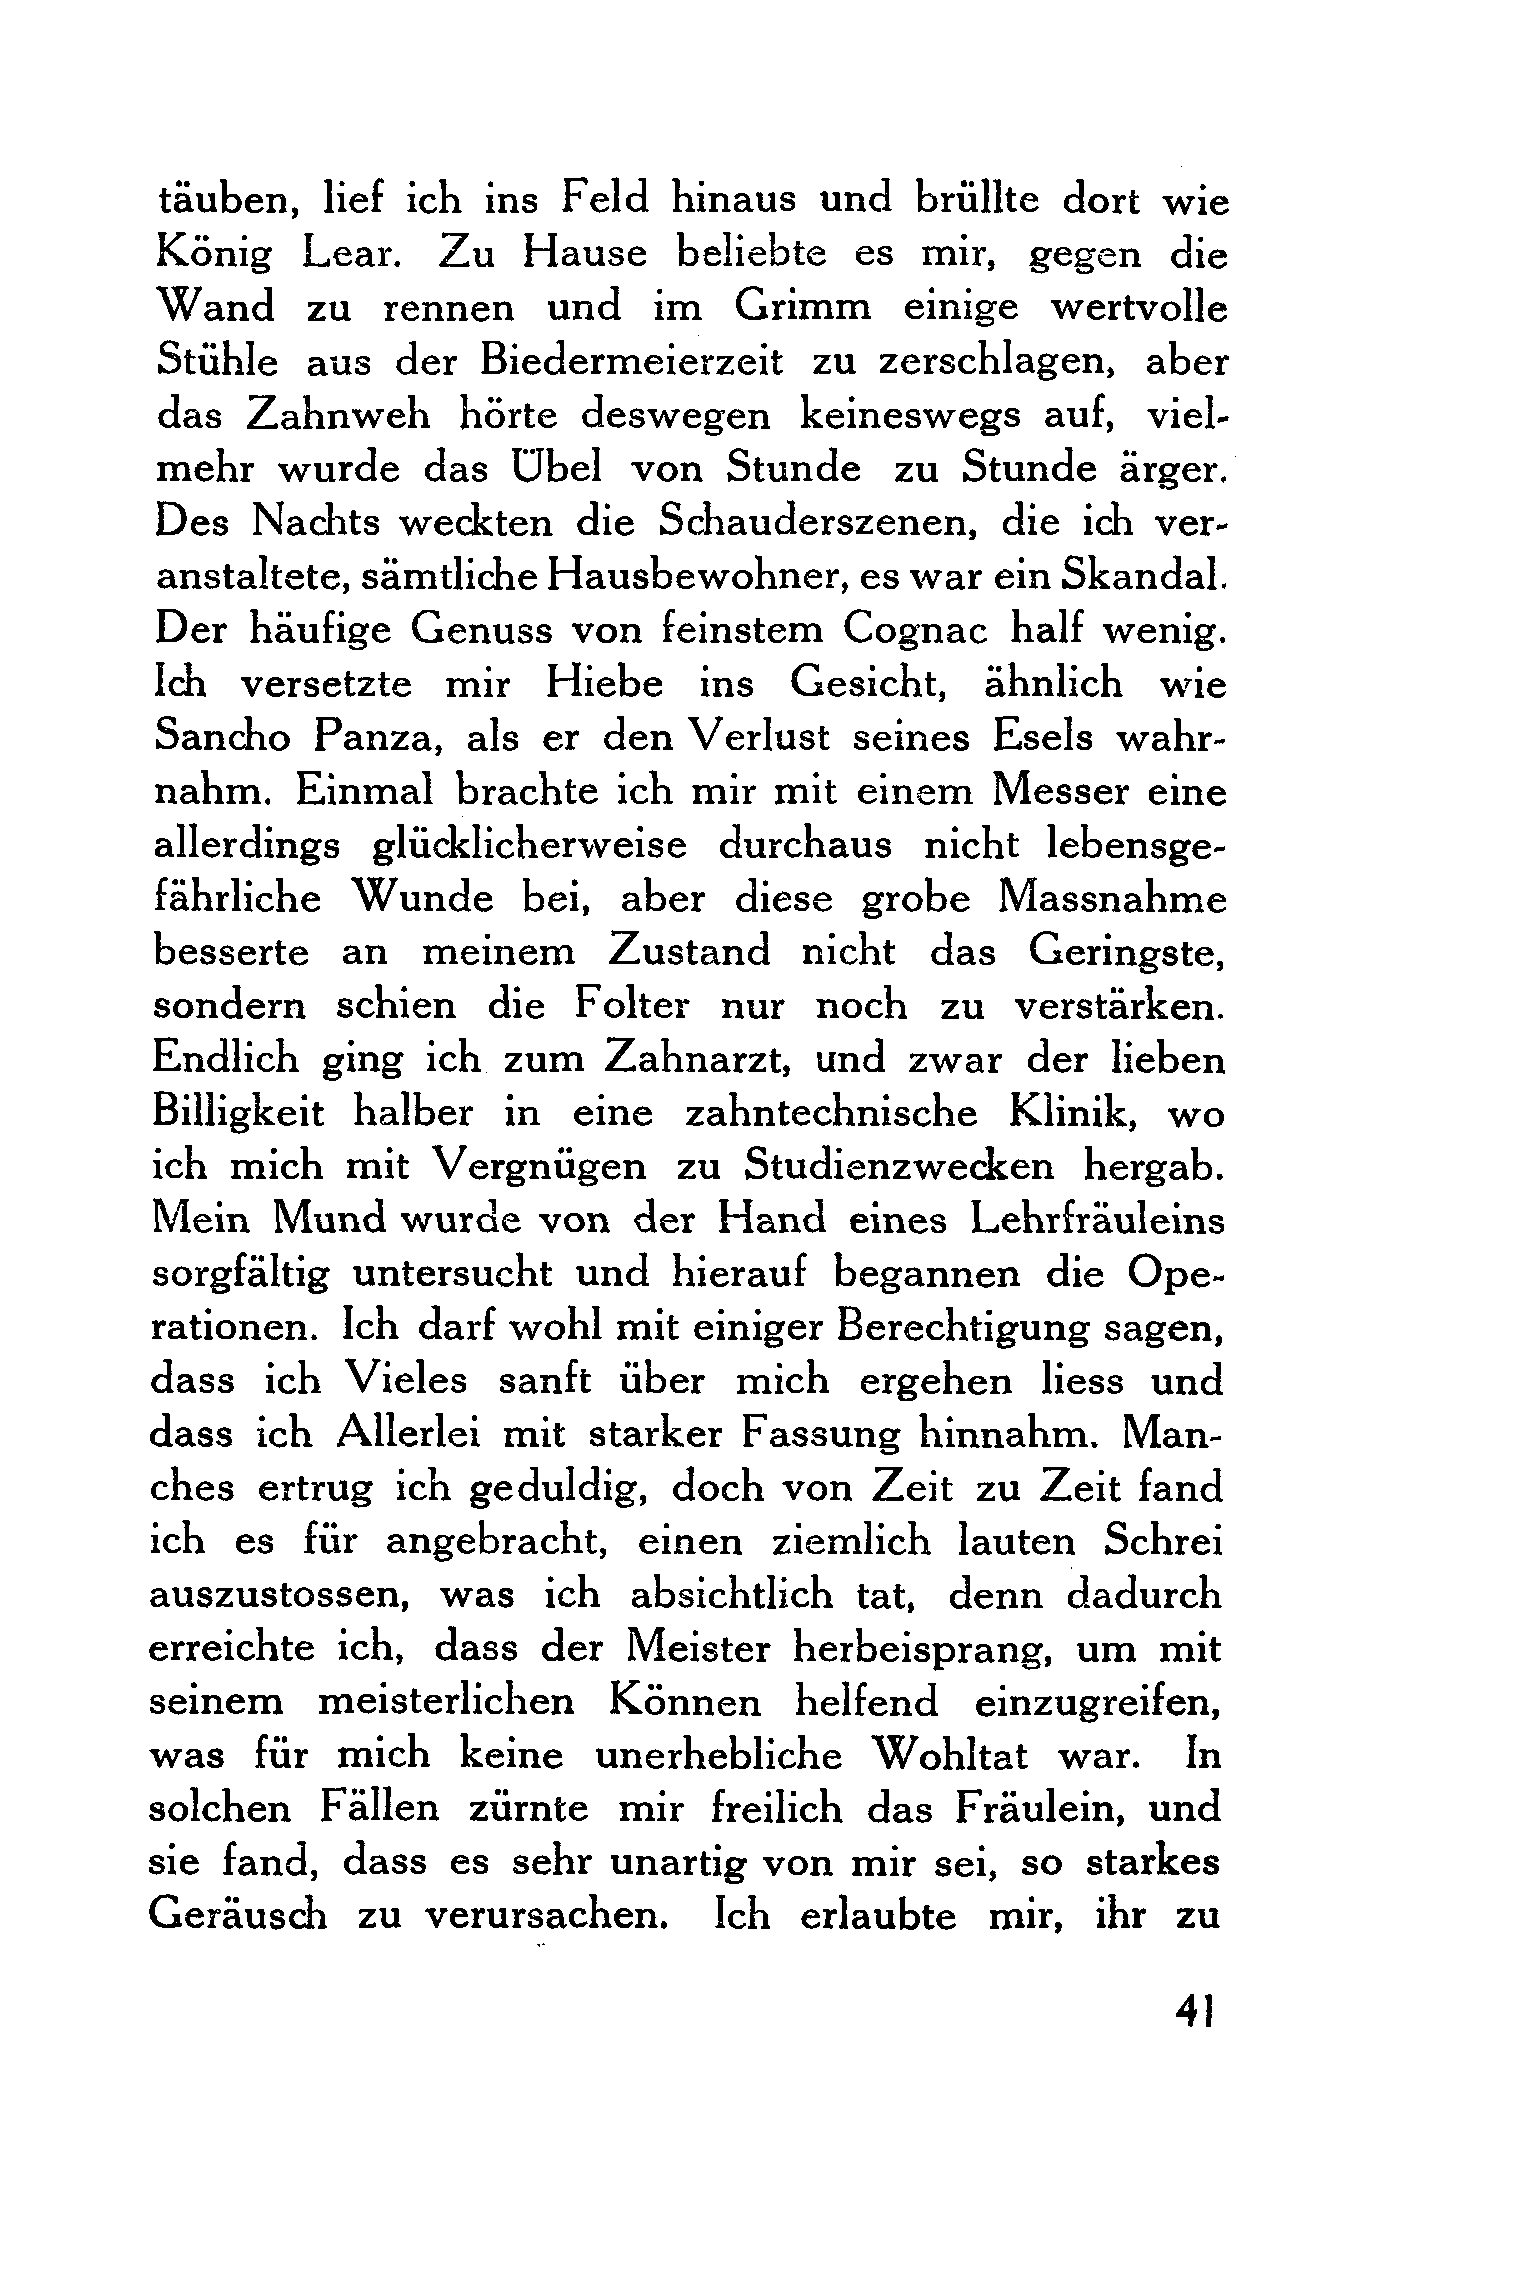 täuben, lief ich ins Feld hinaus und brüllte dort wie
König Lear. Zu Hause beliebte es mir, gegen die
Wand zu rennen und im Grimm einige wertvolle
Stühle aus der Biedermeierzeit zu zerschlagen, aber
das Zahnweh hörte deswegen keineswegs auf, viel-
mehr wurde das Übel von Stunde zu Stunde ärger.
Des Nachts weckten die Schauderszenen, die ich ver-
anstaltete, sämtliche Hausbewohner, es war ein Skandal.
Der häufige Genuss von feinstem Cognac half wenig.
Ich versetzte mir Hiebe ins Gesicht, ähnlich wie
Sancho Panza, als er den Verlust seines Esels wahr-
nahm. Einmal brachte ich mir mit einem Messer eine
allerdings glücklicherweise durchaus nicht lebensge-
fährliche Wunde bei, aber diese grobe Massnahme
besserte an meinem Zustand nicht das Geringste,
sondern schien die Folter nur noch zu verstärken.
Endlich ging ich zum Zahnarzt, und zwar der lieben
Billigkeit halber in eine zahntechnische Klinik, wo
ich mich mit Vergnügen zu Studienzwecken hergab.
Mein Mund wurde von der Hand eines Lehrfräuleins
sorgfältig untersucht und hierauf begannen die Ope-
rationen. Ich darf wohl mit einiger Berechtigung sagen,
dass ich Vieles sanft über mich ergehen liess und
dass ich Allerlei mit starker Fassung hinnahm. Man-
ches ertrug ich geduldig, doch von Zeit zu Zeit fand
ich es für angebracht, einen ziemlich lauten Schrei
auszustossen, was ich absichtlich tat, denn dadurch
erreichte ich, dass der Meister herbeisprang, um mit
seinem meisterlichen Können helfend einzugreifen,
was für mich keine unerhebliche Wohltat war. In
solchen Fällen zürnte mir freilich das Fräulein, und
sie fand, dass es sehr unartig von mir sei, so starkes
Geräusch zu verursachen. Ich erlaubte mir, ihr zu
41